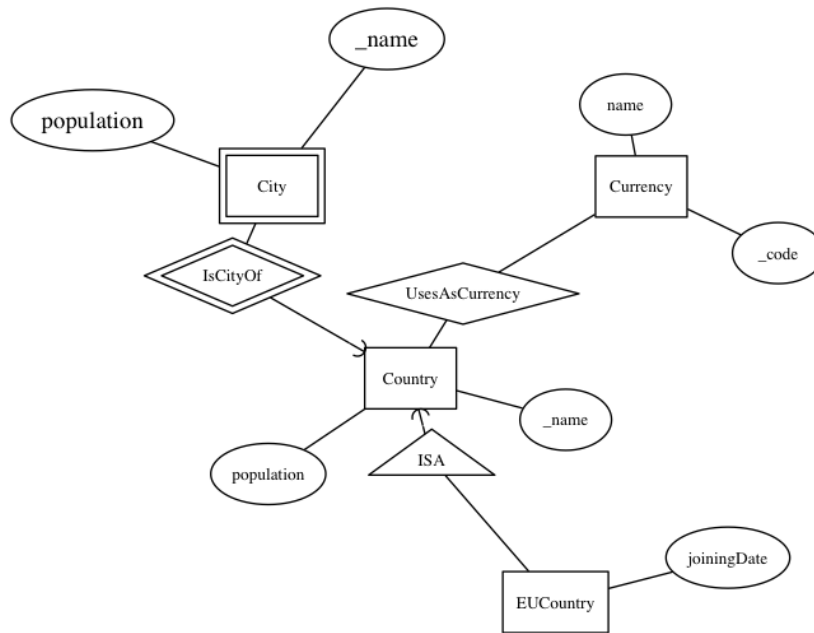 _name
population
name
City
Currency
_code
IsCityOf
UsesAsCurrency
Country
_name
population
ISA
joiningDate
EUCountry